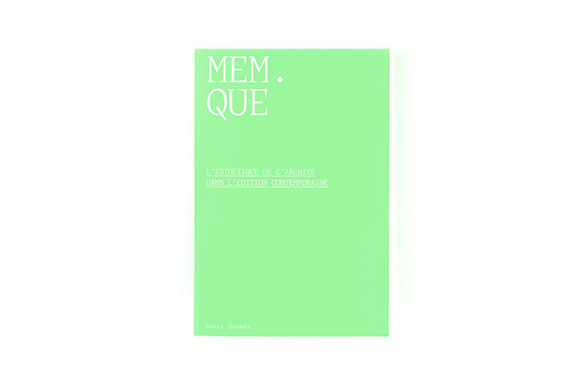 MEM.
QUE
L'ESTHÉTIQUE DE L'ARCHIVE
DANS L'ÉDITION CONTEMPORAINE